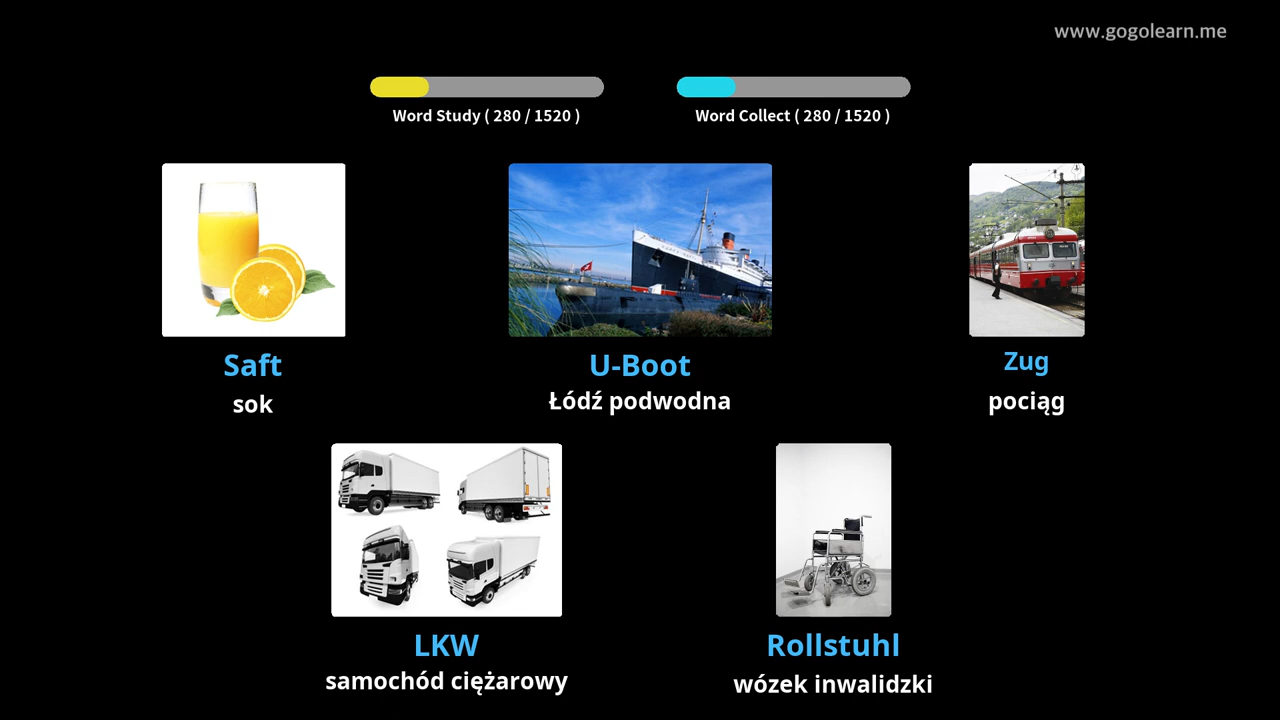 www.gogolearn.me
Word Study ( 280 / 1520 )
Word Collect ( 280 / 1520 )
Saft
U-Boot
Zug
sok
Łódź podwodna
pociąg
LKW
Rollstuhl
samochód ciężarowy
wózek inwalidzki